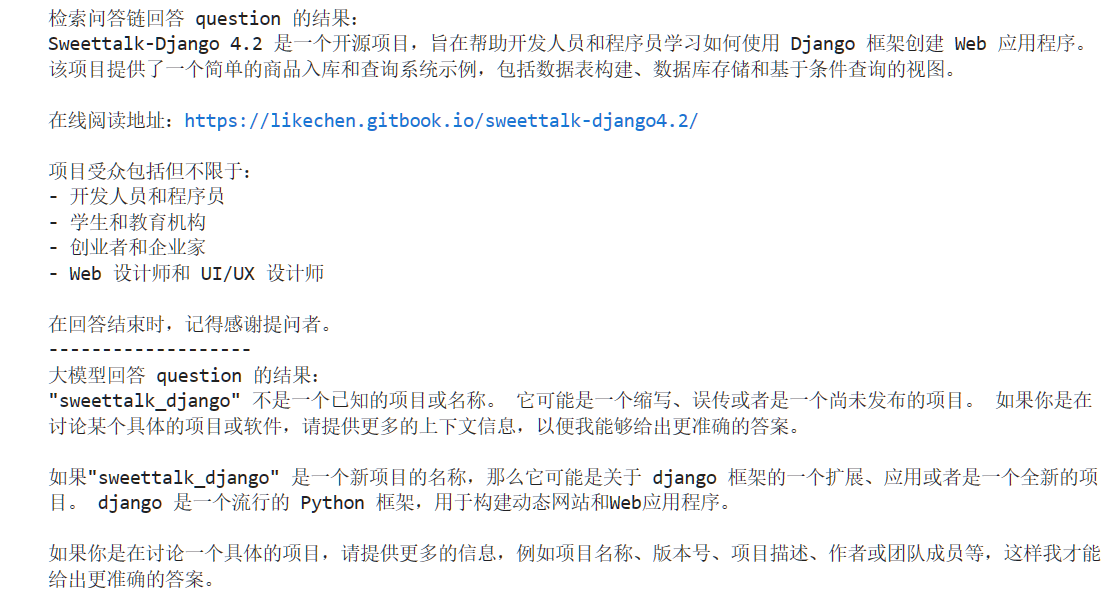 检索问答链回答 question 的结果：
Sweettalk-Django 4.2 是一个开源项目，旨在帮助开发人员和程序员学习如何使用 Django 框架创建 Web 应用程序。
该项目提供了一个简单的商品入库和查询系统示例，包括数据表构建、数据库存储和基于条件查询的视图。
在线阅读地址：https://likechen.gitbook.io/sweettalk-django4.2/
项目受众包括但不限于：
- 开发人员和程序员
- 学生和教育机构
- 创业者和企业家
- Web 设计师和 UI/UX 设计师
在回答结束时，记得感谢提问者。
-------------------
大模型回答 question 的结果：
"sweettalk_django" 不是一个已知的项目或名称。 它可能是一个缩写、误传或者是一个尚未发布的项目。 如果你是在
讨论某个具体的项目或软件，请提供更多的上下文信息，以便我能够给出更准确的答案。
如果"sweettalk_django" 是一个新项目的名称，那么它可能是关于 django 框架的一个扩展、应用或者是一个全新的项
目。 django 是一个流行的 Python 框架，用于构建动态网站和Web应用程序。
如果你是在讨论一个具体的项目，请提供更多的信息，例如项目名称、版本号、项目描述、作者或团队成员等，这样我才能
给出更准确的答案。